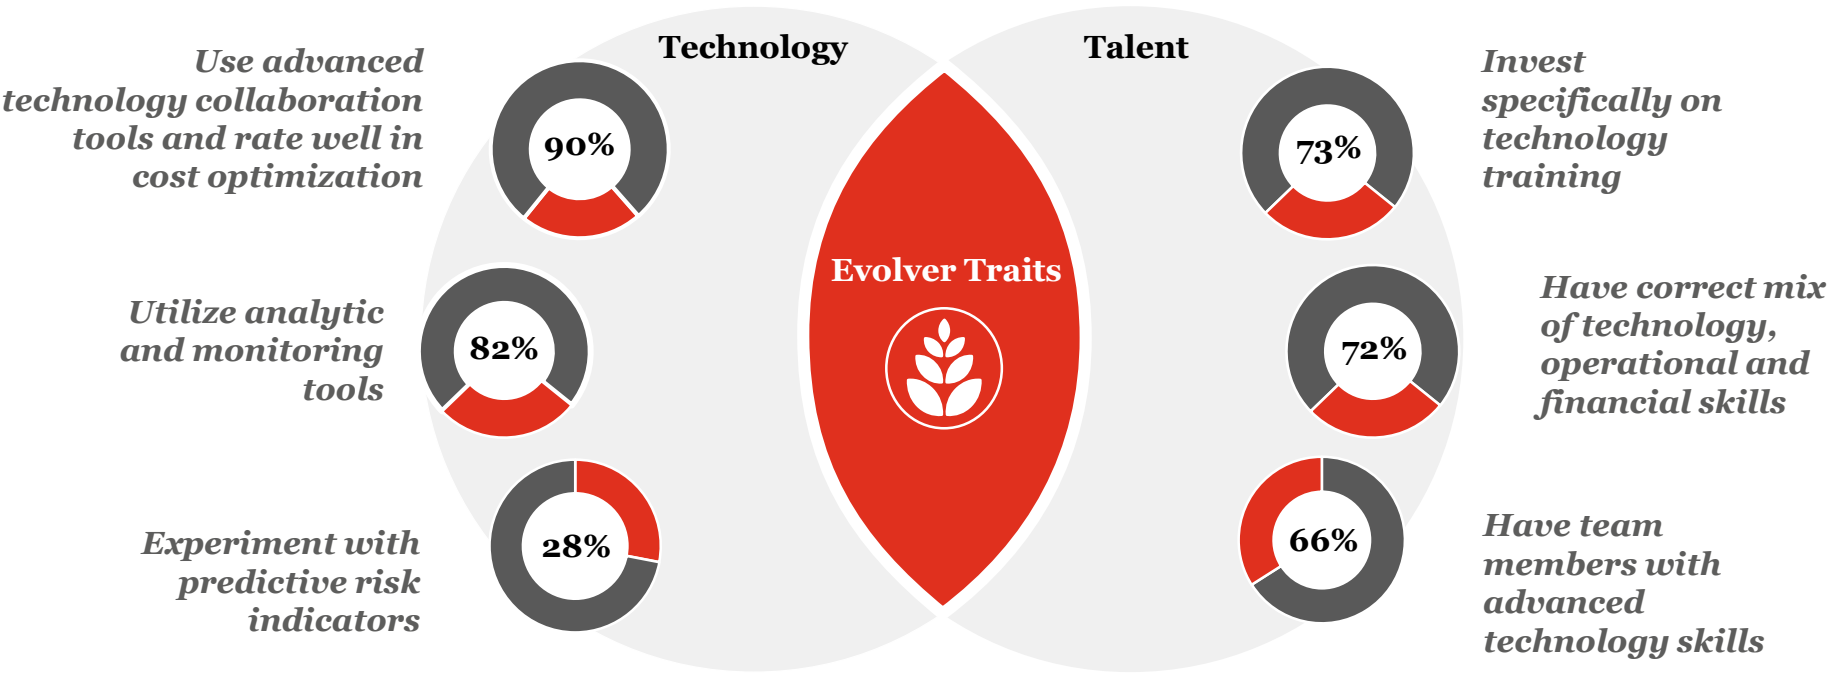 Technology
Talent
Use advanced
technology collaboration
tools and rate well in
cost optimization
90%
73%
Invest
specifically on
technology
training
Evolver Traits
Utilize analytic
and monitoring
tools
82%
72%
Have correct mix
of technology,
operational and
financial skills
Experiment with
predictive risk
indicators
28%
66%
Have team
members with
advanced
technology skills